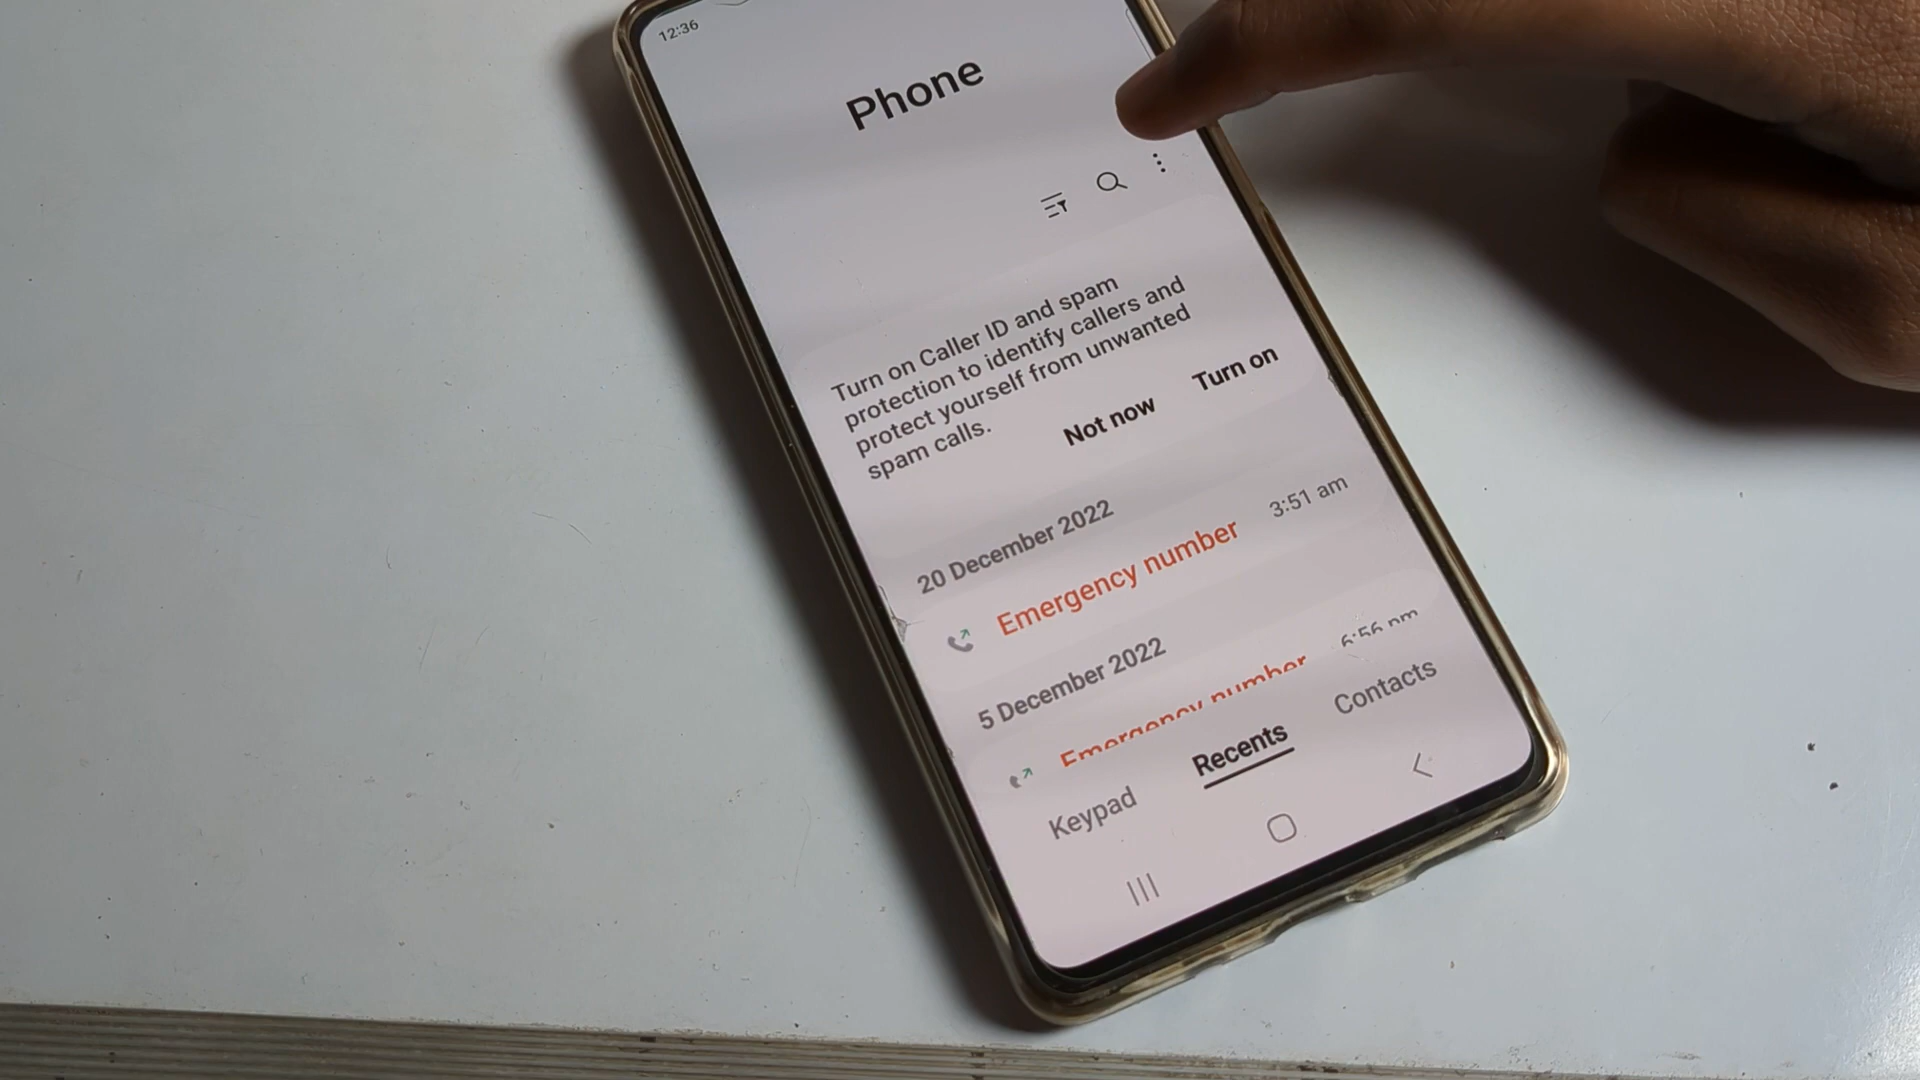 12:36
Phone
Turn on Caller ID and spam
protection to identify callers and
protect yourself from unwanted
spam calls.
Not now
Turn on
20 December 2022
Emergency number
3:51 am
5 December 2022
Emergency number
6:56 pm
Keypad
Recents
Contacts